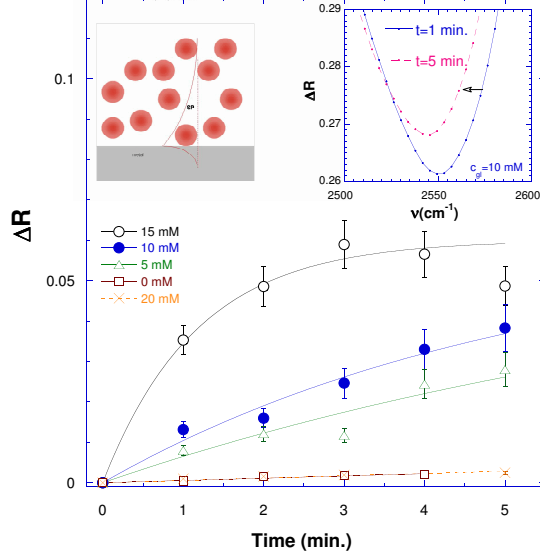 0.1
0.05
0
ΔR
0 1 2 3 4 5
Time (min.)
15 mM
10 mM
5 mM
0 mM
20 mM
0.29
0.28
0.27
0.26
ΔR
t=1 min.
t=5 min.
c_gl=10 mM
2500 2550 2600
ν(cm⁻¹)